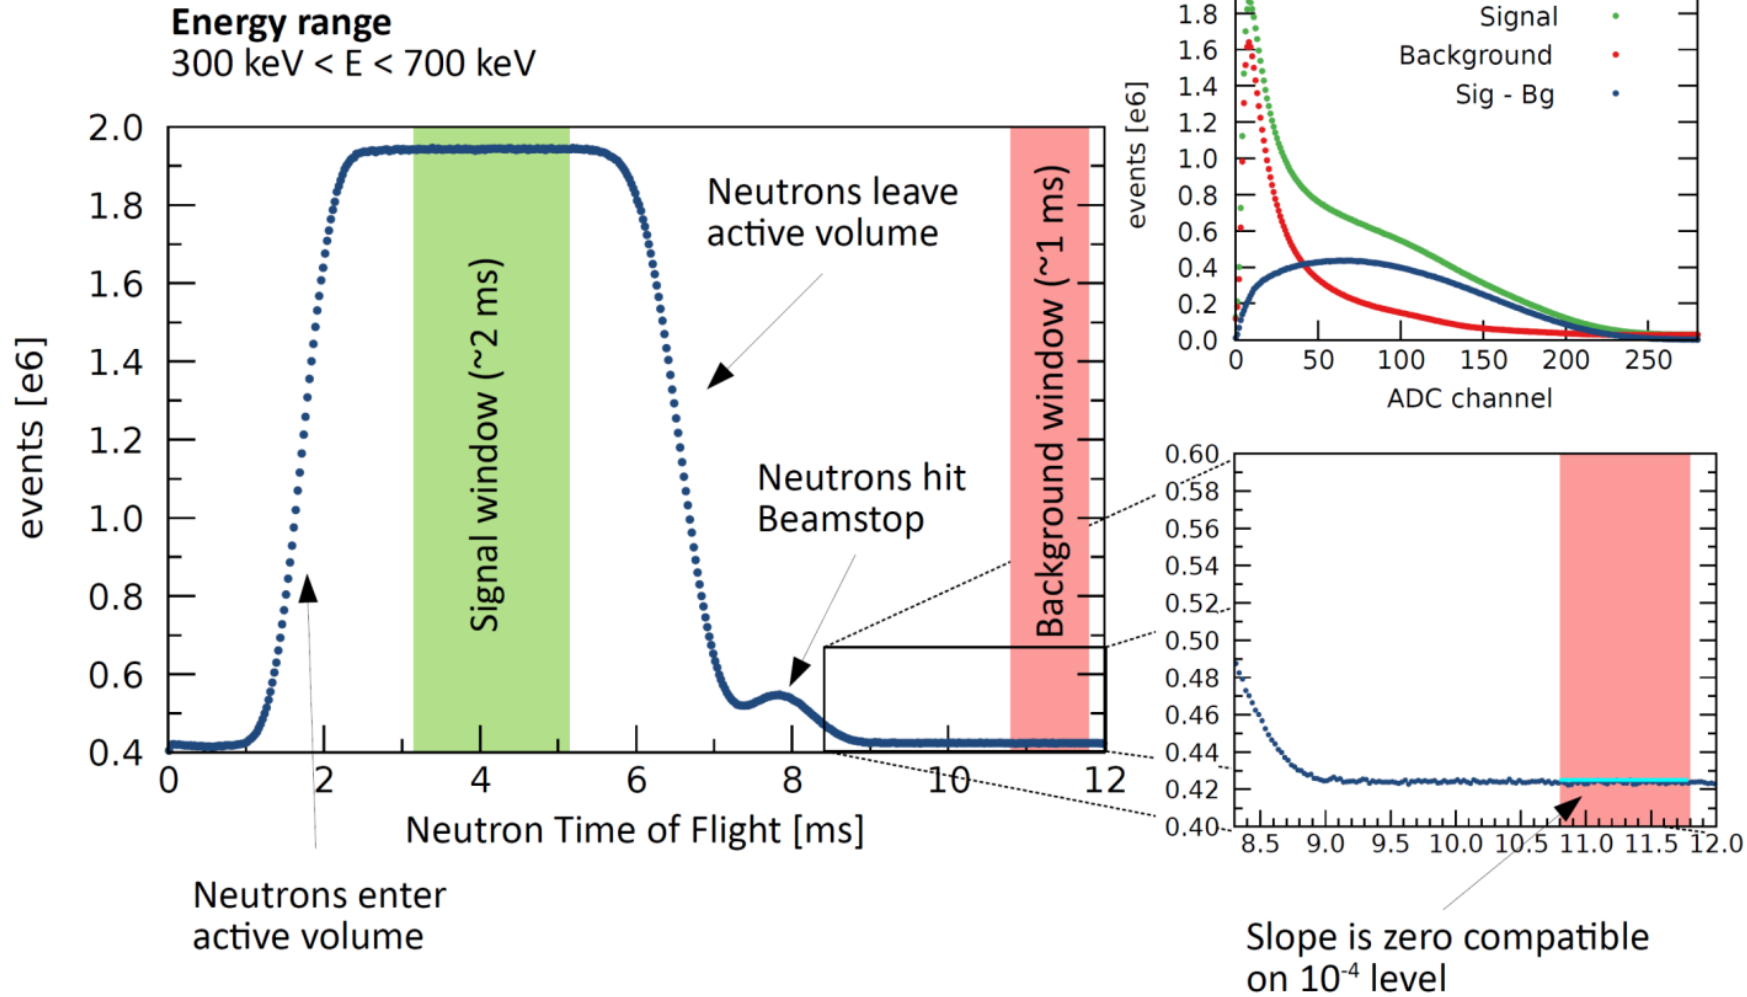 Energy range
300 keV < E < 700 keV
events [e6]
2.0
1.8
1.6
1.4
1.2
1.0
0.8
0.6
0.4
0 2 4 6 8 10 12
Neutron Time of Flight [ms]
Signal window (~2 ms)
Background window (~1 ms)
Neutrons leave
active volume
Neutrons hit
Beamstop
Neutrons enter
active volume
events [e6]
1.8
1.6
1.4
1.2
1.0
0.8
0.6
0.4
0.2
0.0
0 50 100 150 200 250
ADC channel
Signal
Background
Sig - Bg
0.60
0.58
0.56
0.54
0.52
0.50
0.48
0.46
0.44
0.42
0.40
8.5 9.0 9.5 10.0 10.5 11.0 11.5 12.0
Slope is zero compatible
on 10⁻⁴ level